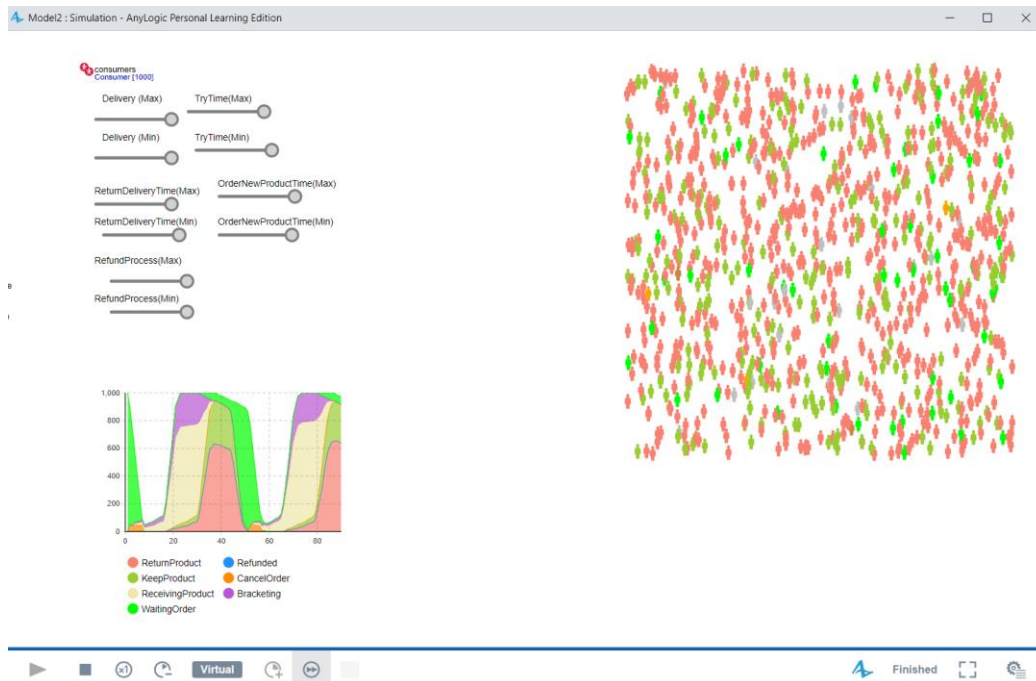 Model2 : Simulation - AnyLogic Personal Learning Edition
consumers
Consumer [1000]
Delivery (Max) TryTime(Max)
Delivery (Min) TryTime(Min)
ReturnDeliveryTime(Max) OrderNewProductTime(Max)
ReturnDeliveryTime(Min) OrderNewProductTime(Min)
RefundProcess(Max)
RefundProcess(Min)
1,000
800
600
400
200
0
0 20 40 60 80
ReturnProduct Refunded
KeepProduct CancelOrder
ReceivingProduct Bracketing
WaitingOrder
x1 Virtual Finished